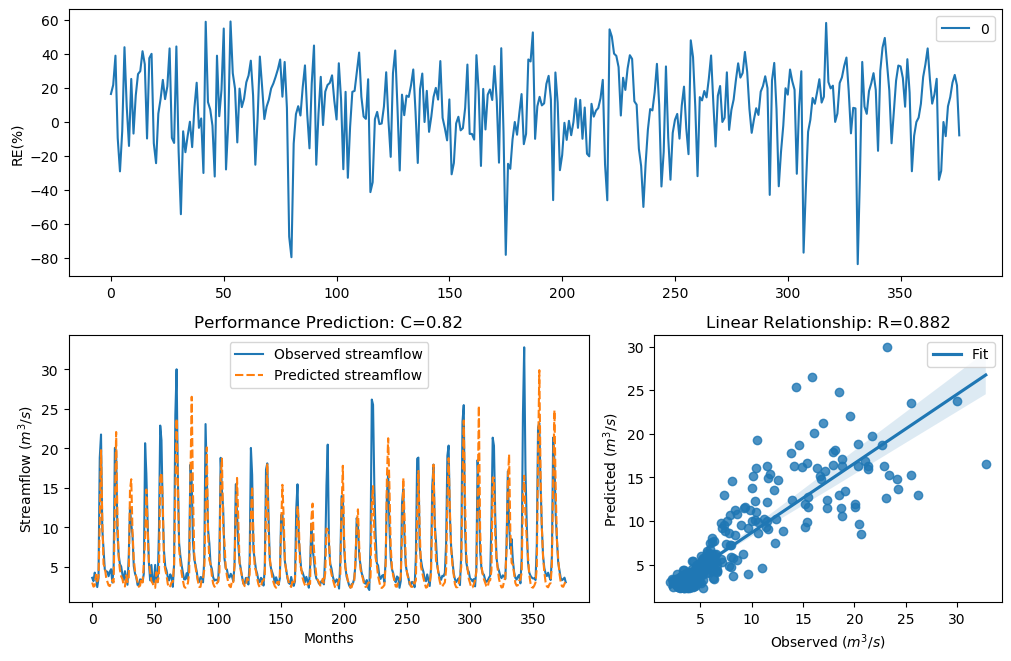 60
40
20
0
−20
−40
−60
−80
RE(%)
0
0 50 100 150 200 250 300 350
Performance Prediction: C=0.82
30
25
20
15
10
5
Streamflow (m³/s)
Observed streamflow
Predicted streamflow
0 50 100 150 200 250 300 350
Months
Linear Relationship: R=0.882
30
25
20
15
10
5
Predicted (m³/s)
Fit
5 10 15 20 25 30
Observed (m³/s)